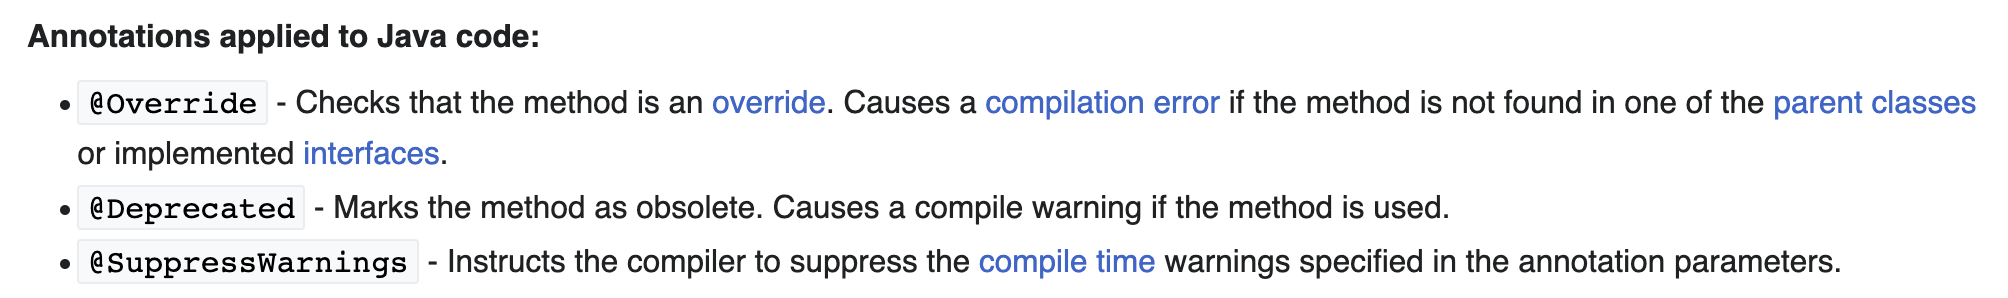 Annotations applied to Java code:
• @Override - Checks that the method is an override. Causes a compilation error if the method is not found in one of the parent classes
or implemented interfaces.
• @Deprecated - Marks the method as obsolete. Causes a compile warning if the method is used.
• @SuppressWarnings - Instructs the compiler to suppress the compile time warnings specified in the annotation parameters.